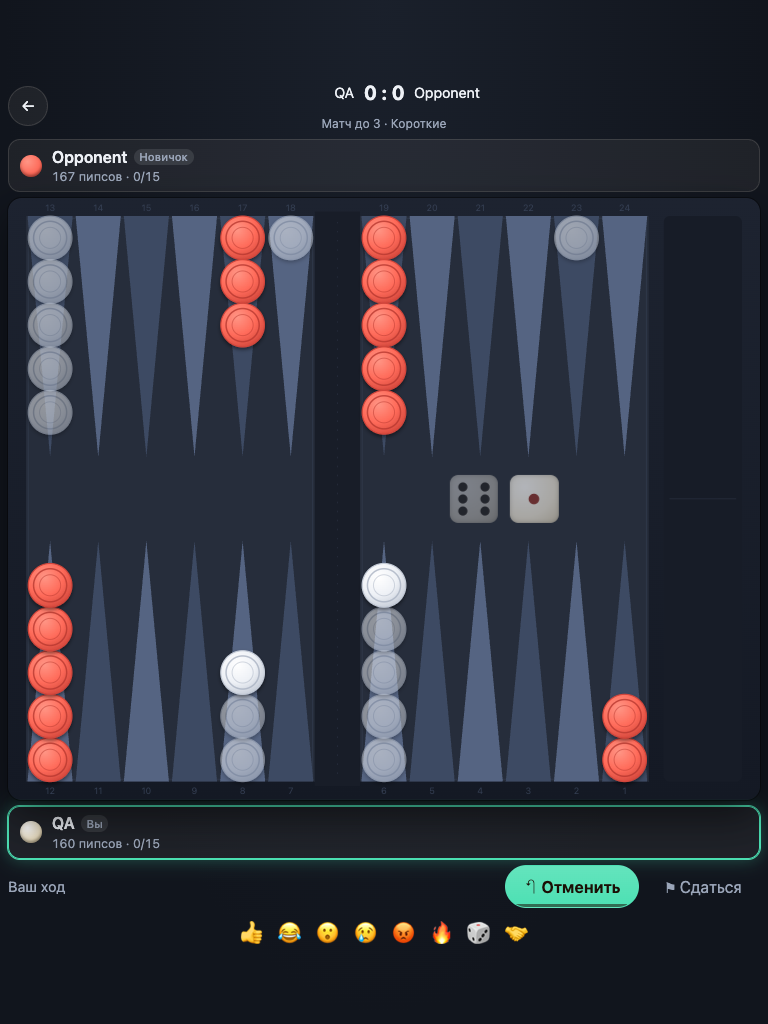 QA 0 : 0 Opponent
Матч до 3 · Короткие
Opponent Новичок
167 пипсов · 0/15
13 14 15 16 17 18 19 20 21 22 23 24
12 11 10 9 8 7 6 5 4 3 2 1
QA Вы
160 пипсов · 0/15
Ваш ход
Отменить
Сдаться